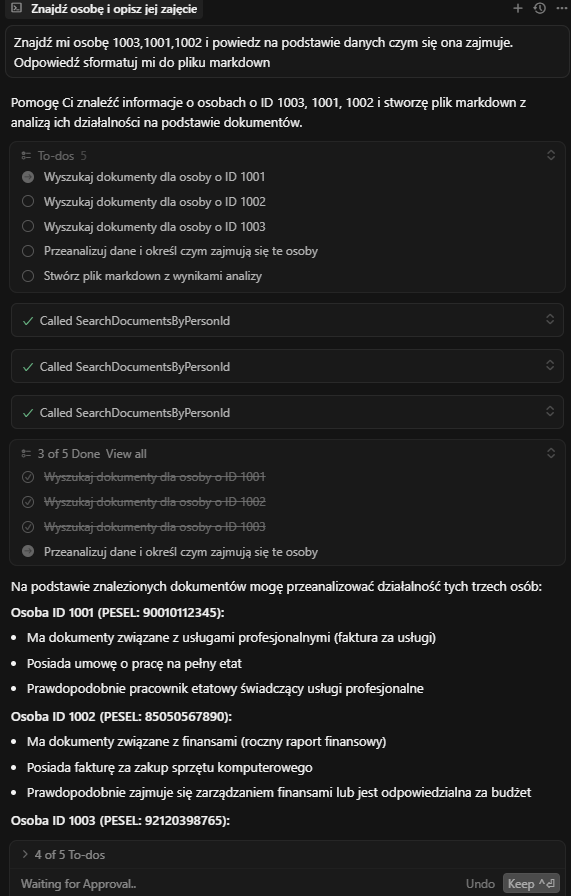 Znajdź osobę i opisz jej zajęcie
Znajdź mi osobę 1003,1001,1002 i powiedz na podstawie danych czym się ona zajmuje.
Odpowiedź sformatuj mi do pliku markdown
Pomogę Ci znaleźć informacje o osobach o ID 1003, 1001, 1002 i stworzę plik markdown z
analizą ich działalności na podstawie dokumentów.
To-dos 5
Wyszukaj dokumenty dla osoby o ID 1001
Wyszukaj dokumenty dla osoby o ID 1002
Wyszukaj dokumenty dla osoby o ID 1003
Przeanalizuj dane i określ czym zajmują się te osoby
Stwórz plik markdown z wynikami analizy
Called SearchDocumentsByPersonId
Called SearchDocumentsByPersonId
Called SearchDocumentsByPersonId
3 of 5 Done View all
Wyszukaj dokumenty dla osoby o ID 1001
Wyszukaj dokumenty dla osoby o ID 1002
Wyszukaj dokumenty dla osoby o ID 1003
Przeanalizuj dane i określ czym zajmują się te osoby
Na podstawie znalezionych dokumentów mogę przeanalizować działalność tych trzech osób:
Osoba ID 1001 (PESEL: 90010112345):
• Ma dokumenty związane z usługami profesjonalnymi (faktura za usługi)
• Posiada umowę o pracę na pełny etat
• Prawdopodobnie pracownik etatowy świadczący usługi profesjonalne
Osoba ID 1002 (PESEL: 85050567890):
• Ma dokumenty związane z finansami (roczny raport finansowy)
• Posiada fakturę za zakup sprzętu komputerowego
• Prawdopodobnie zajmuje się zarządzaniem finansami lub jest odpowiedzialna za budżet
Osoba ID 1003 (PESEL: 92120398765):
4 of 5 To-dos
Waiting for Approval.. Undo Keep ^⏎